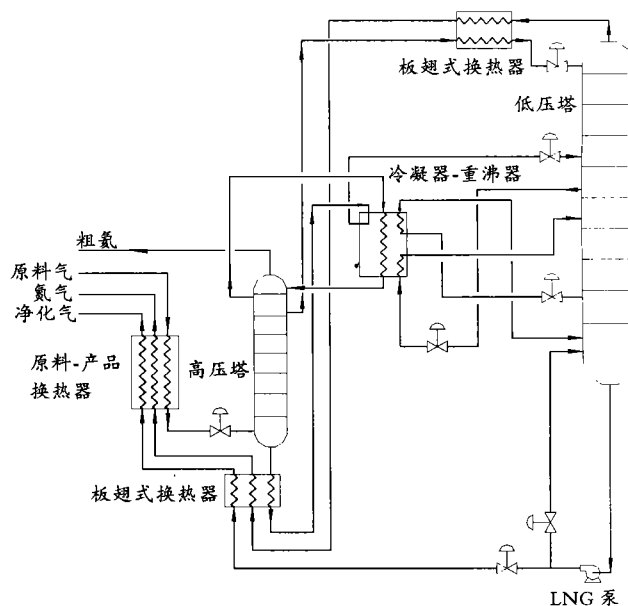 板翅式换热器
低压塔
冷凝器-重沸器
粗氦
原料气
氮气
净化气
原料-产品
换热器
高压塔
板翅式换热器
LNG 泵